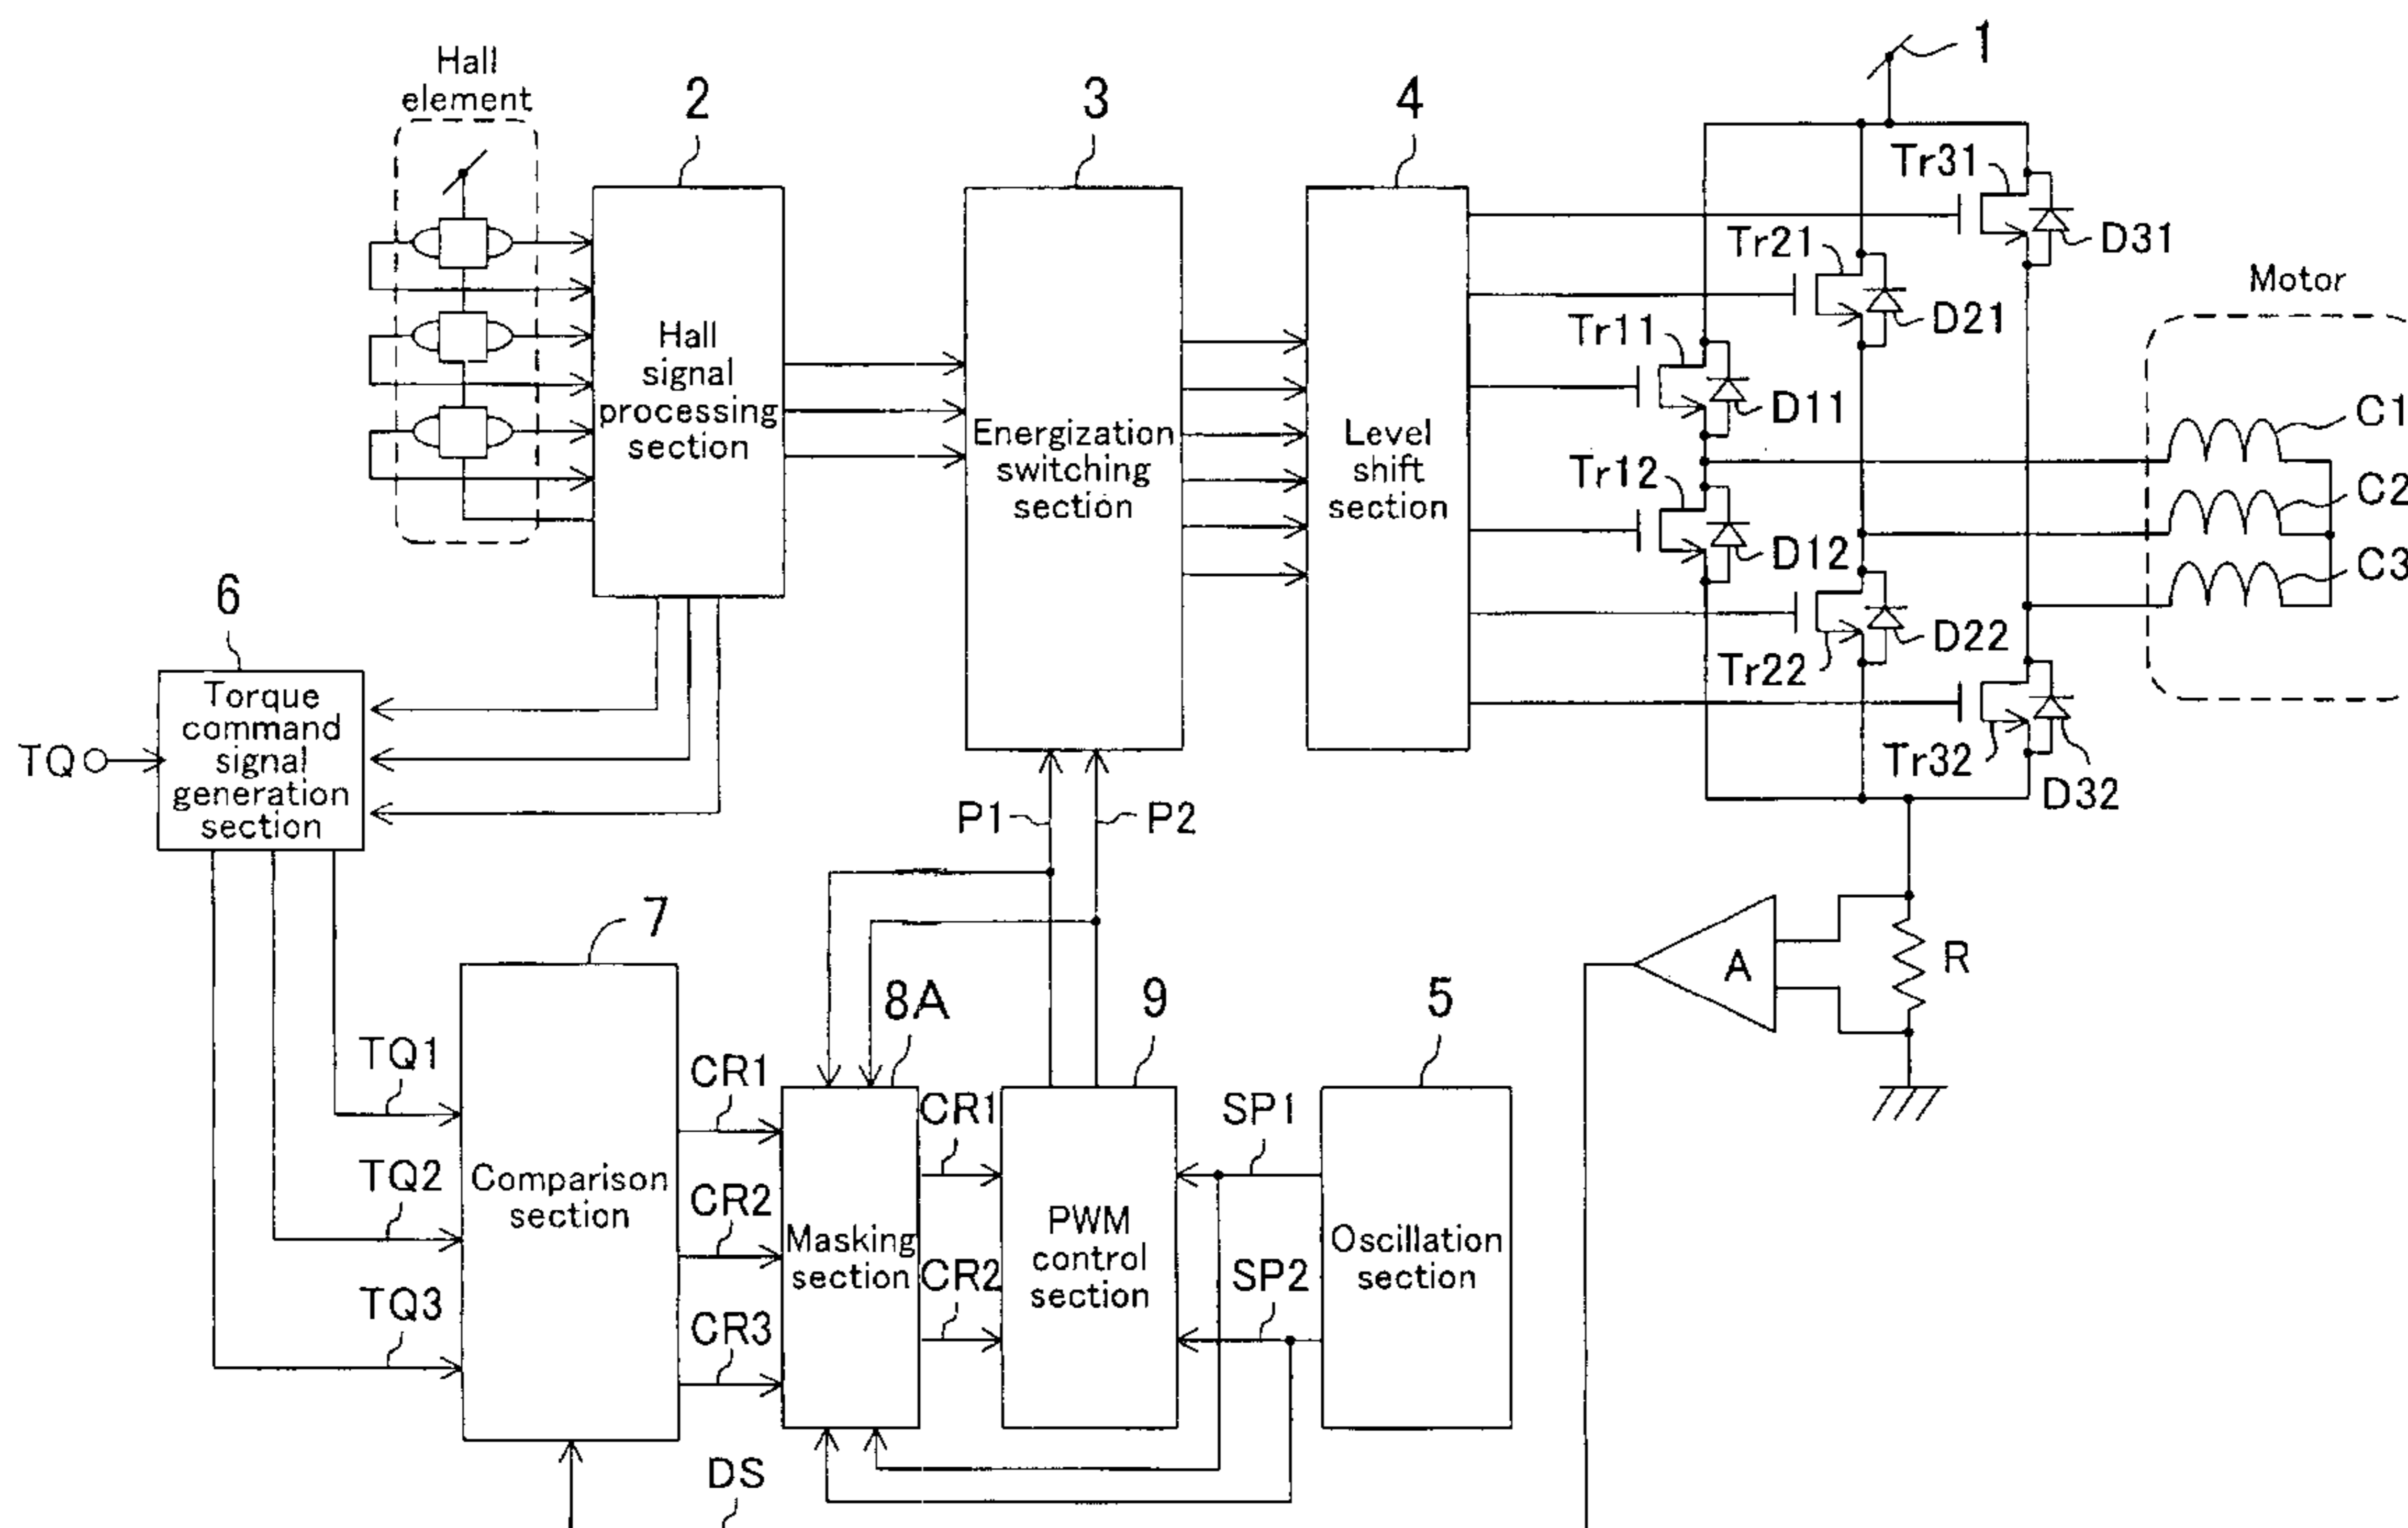 Hall
element
2
3
4
1
Tr31
D31
Tr21
D21
Motor
Tr11
D11
Hall
signal
processing
section
Energization
switching
section
Level
shift
section
C1
Tr12
C2
D12
C3
6
D22
Tr22
Torque
command
signal
generation
section
TQ
Tr32
D32
P1
P2
7
8A
9
5
A
R
TQ1
CR1
CR1
SP1
TQ2
Comparison
section
CR2
Masking
section
PWM
control
section
Oscillation
section
CR2
SP2
TQ3
CR3
DS